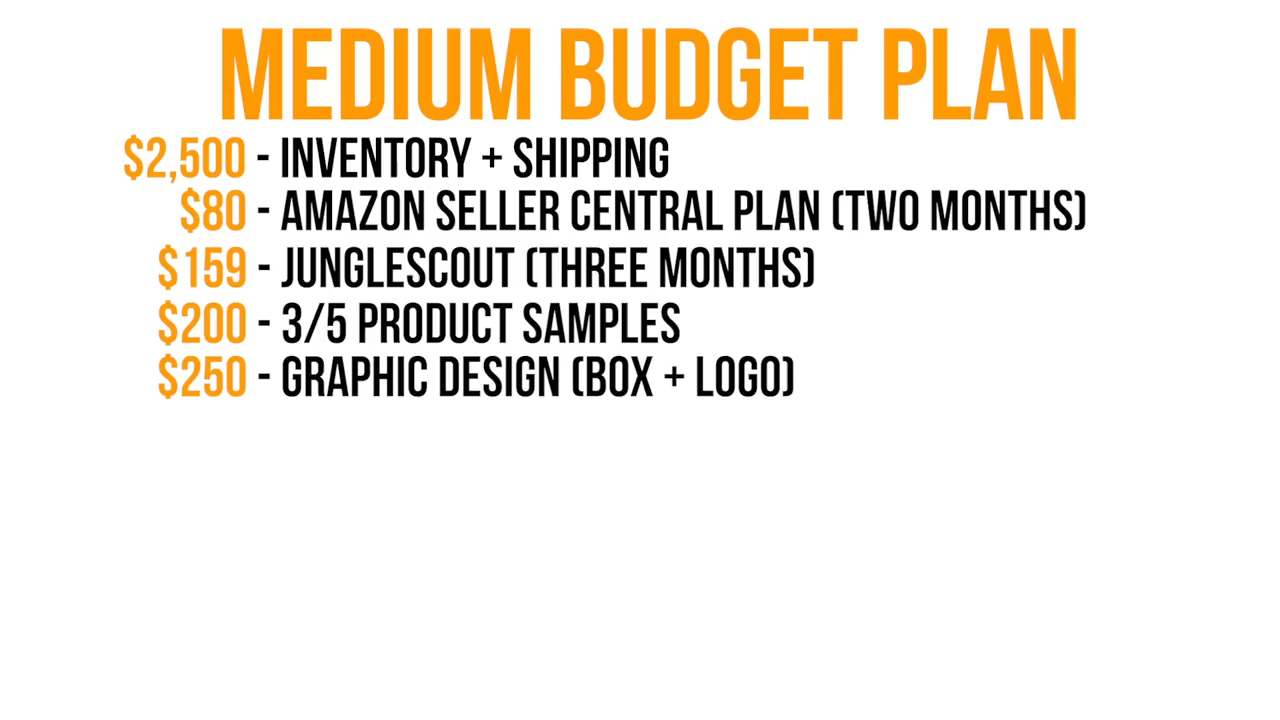 MEDIUM BUDGET PLAN
$2,500 - INVENTORY + SHIPPING
$80 - AMAZON SELLER CENTRAL PLAN (TWO MONTHS)
$159 - JUNGLESCOUT (THREE MONTHS)
$200 - 3/5 PRODUCT SAMPLES
$250 - GRAPHIC DESIGN (BOX + LOGO)